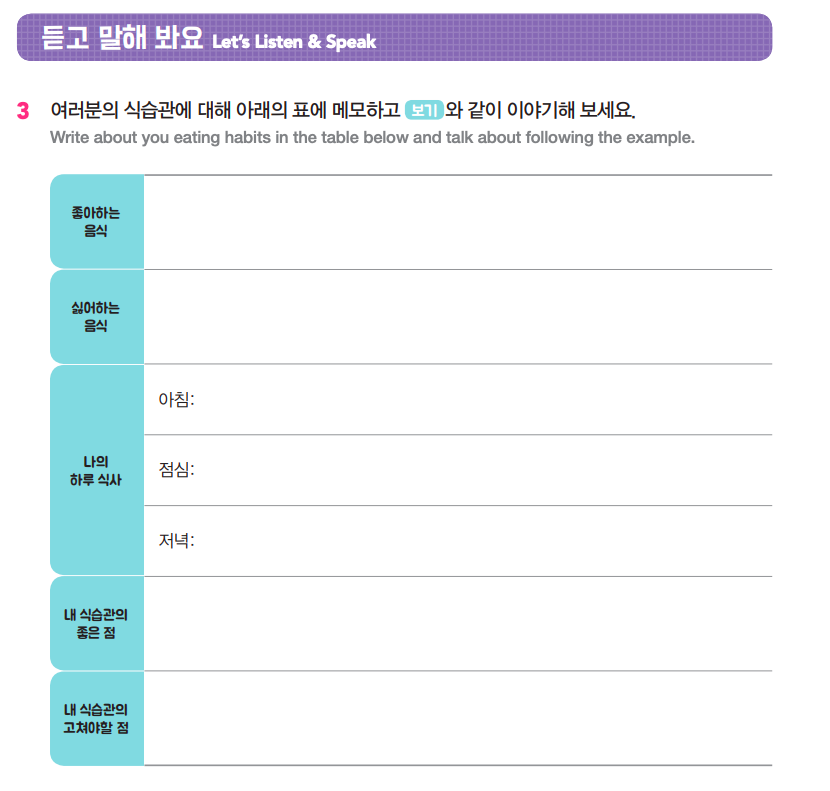 듣고 말해 봐요 Let's Listen & Speak
3 여러분의 식습관에 대해 아래의 표에 메모하고 보기와 같이 이야기해 보세요.
Write about you eating habits in the table below and talk about following the example.
좋아하는
음식
싫어하는
음식
나의
하루 식사
아침:
점심:
저녁:
내 식습관의
좋은 점
내 식습관의
고쳐야할 점